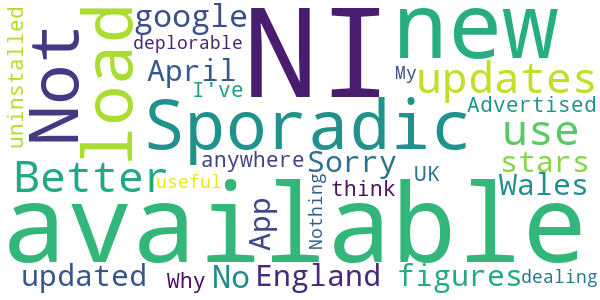 uninstalled
Not
load
google
deplorable
April
I've
NI
new
My
updates
Advertised
Sporadic
use
anywhere
Sorry
UK
stars
Better
useful
Nothing
think
Wales
available
App
updated
Why
No
England
figures
dealing